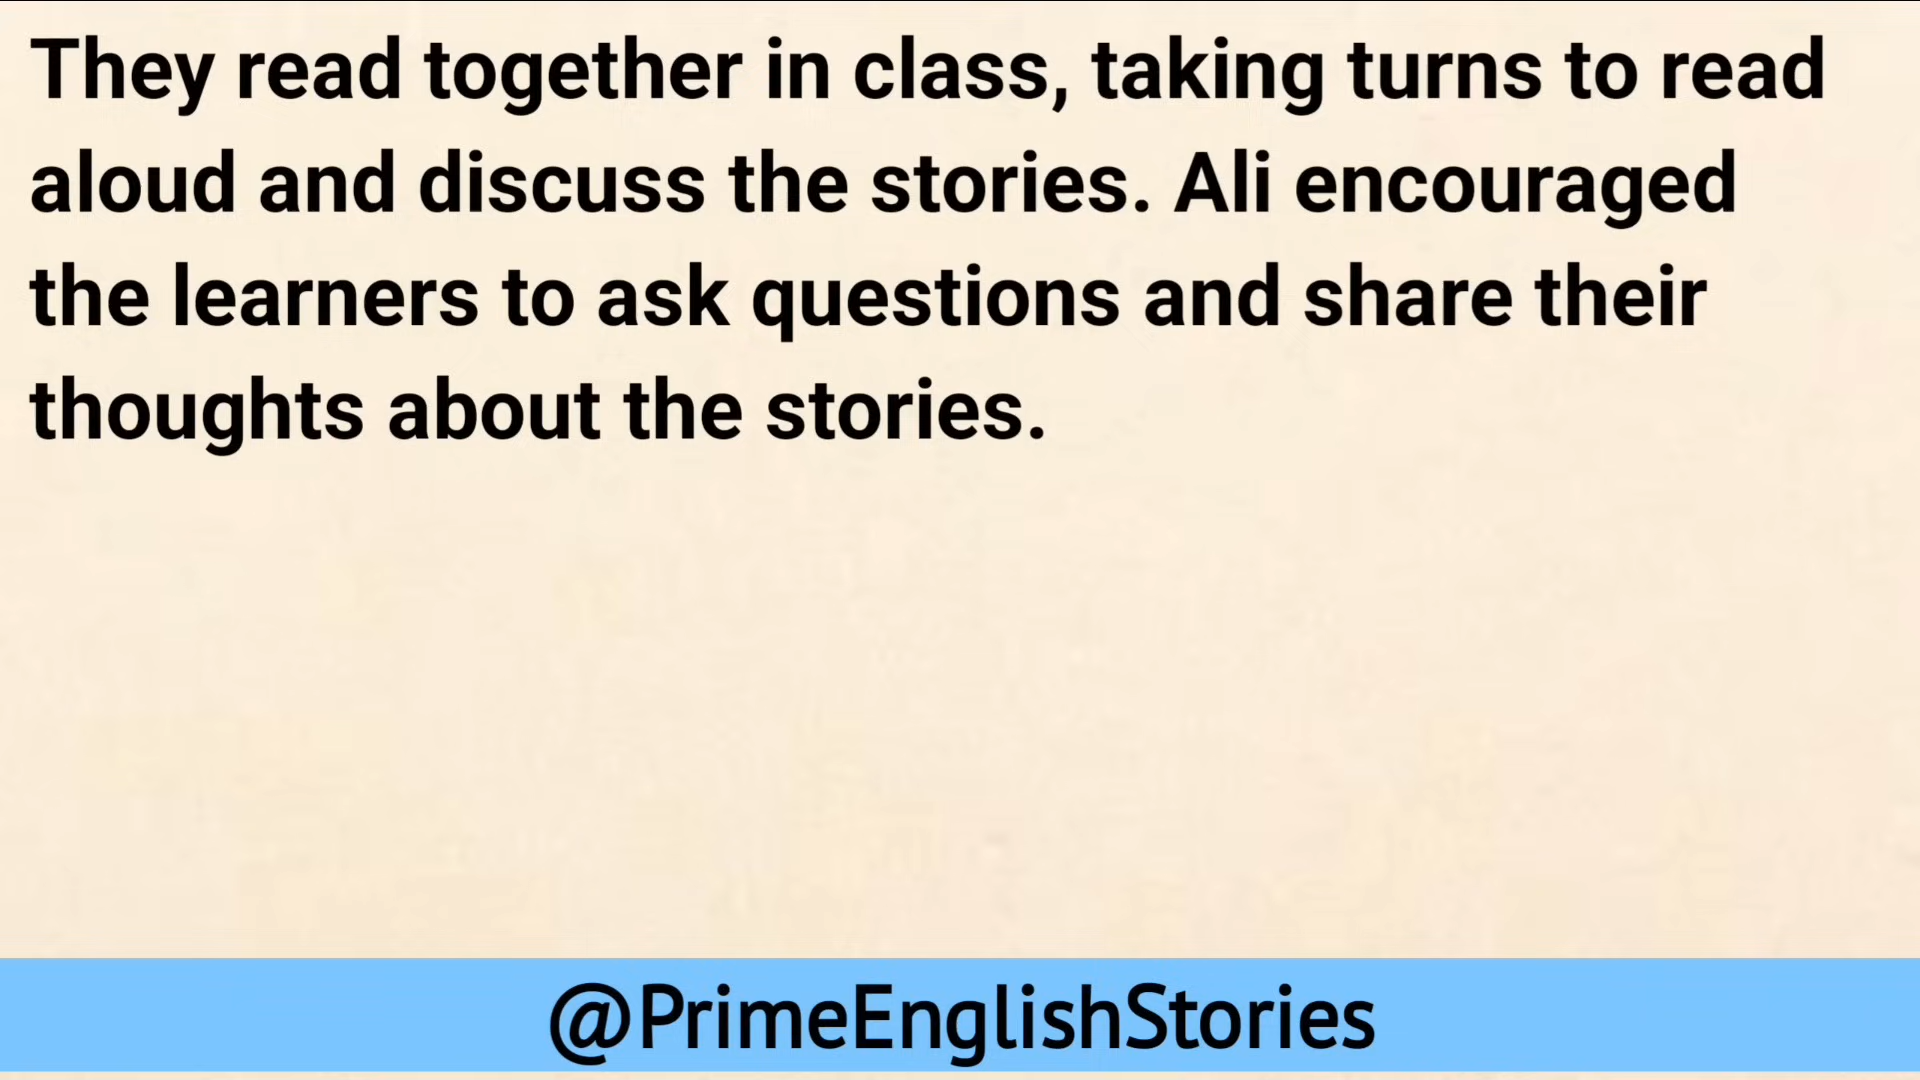 They read together in class, taking turns to read
aloud and discuss the stories. Ali encouraged
the learners to ask questions and share their
thoughts about the stories.
@PrimeEnglishStories